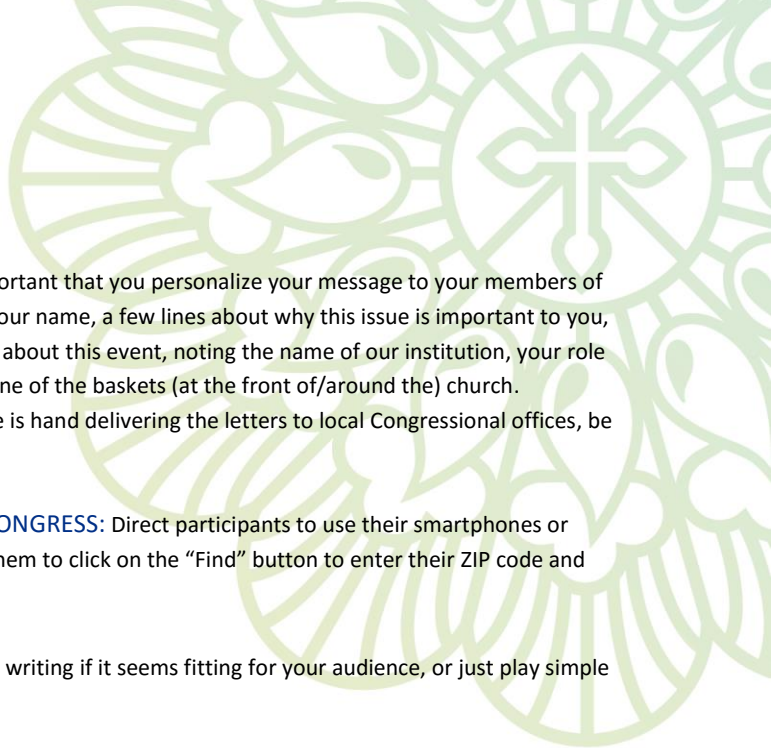 ortant that you personalize your message to your members of
our name, a few lines about why this issue is important to you,
about this event, noting the name of our institution, your role
ne of the baskets (at the front of/around the) church.
e is hand delivering the letters to local Congressional offices, be
ONGRESS: Direct participants to use their smartphones or
hem to click on the “Find” button to enter their ZIP code and
writing if it seems fitting for your audience, or just play simple